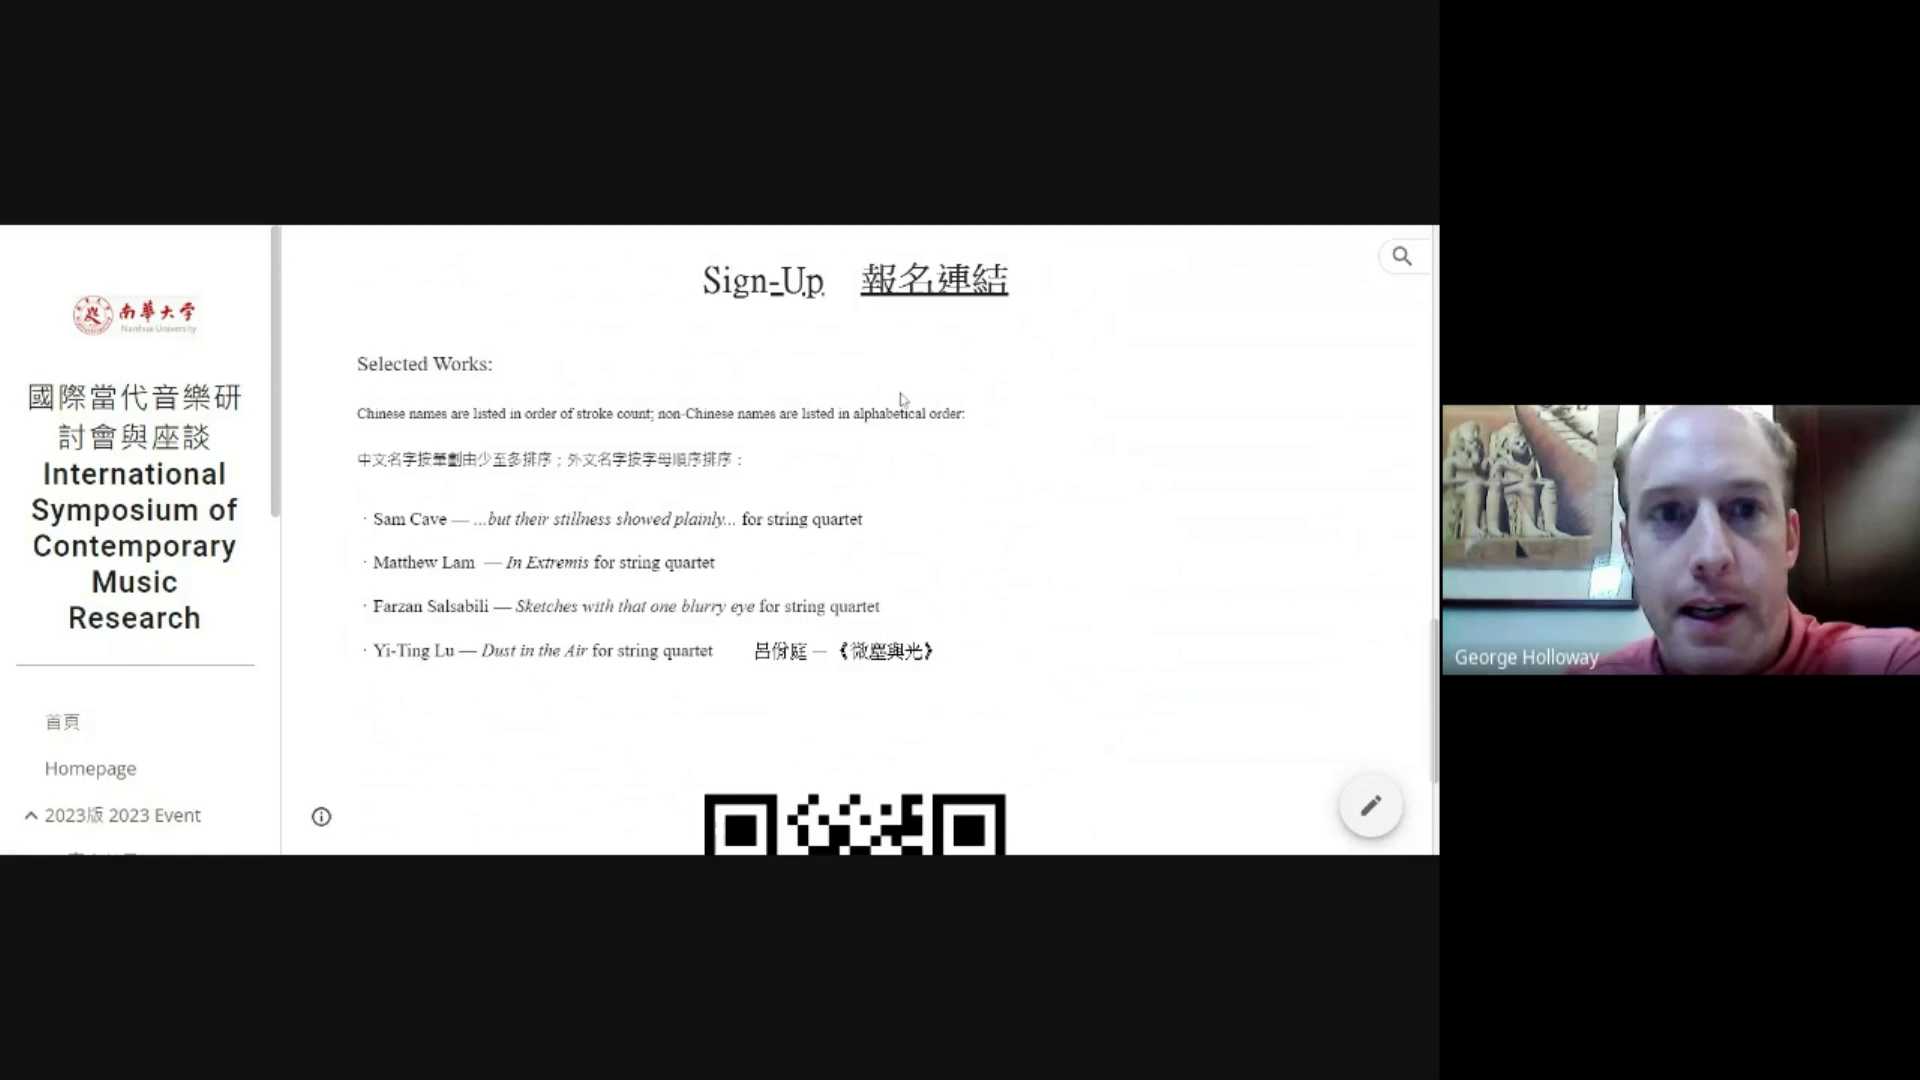 Sign-Up 報名連結
Selected Works:
Chinese names are listed in order of stroke count; non-Chinese names are listed in alphabetical order:
中文名字按筆劃由少至多排序；外文名字按字母順序排序：
· Sam Cave — ...but their stillness showed plainly... for string quartet
· Matthew Lam — In Extremis for string quartet
· Farzan Salsabili — Sketches with that one blurry eye for string quartet
· Yi-Ting Lu — Dust in the Air for string quartet 呂佾庭 — 《微塵與光》
南華大学
Nanhua University
國際當代音樂研
討會與座談
International
Symposium of
Contemporary
Music
Research
首頁
Homepage
2023版 2023 Event
George Holloway